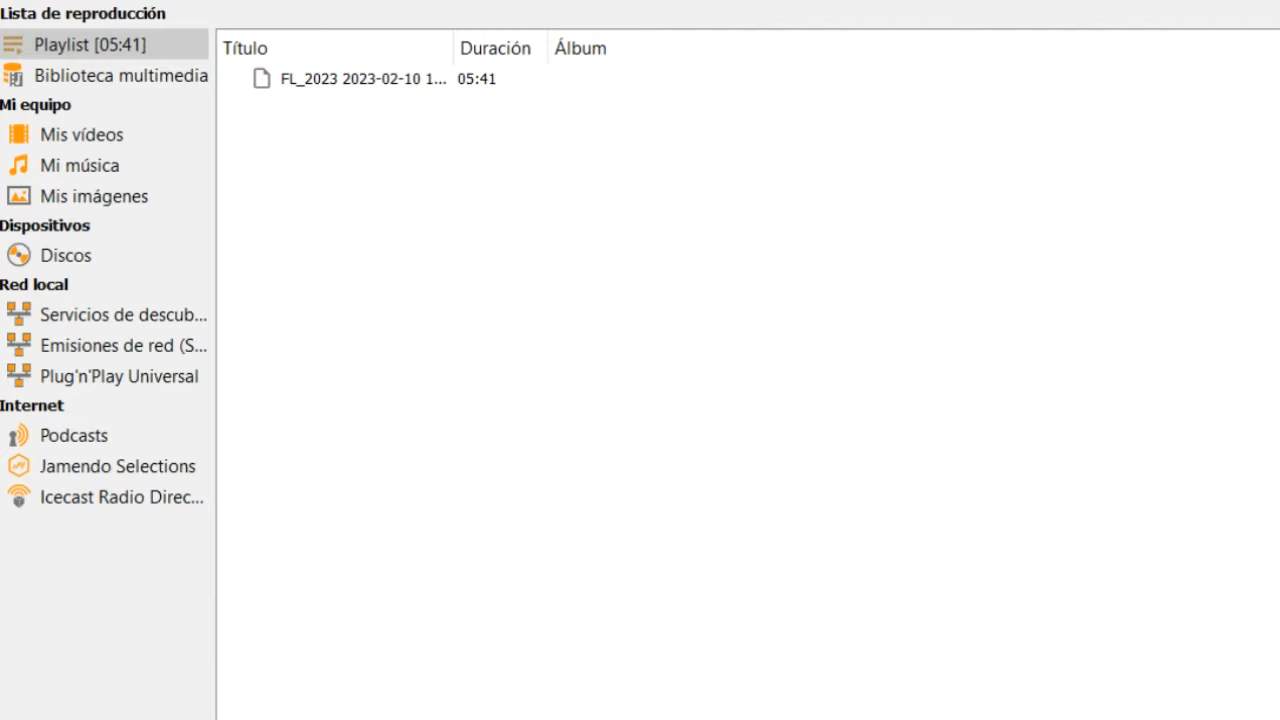 Lista de reproducción
Playlist [05:41]
Biblioteca multimedia
Mi equipo
Mis vídeos
Mi música
Mis imágenes
Dispositivos
Discos
Red local
Servicios de descub...
Emisiones de red (S...
Plug'n'Play Universal
Internet
Podcasts
Jamendo Selections
Icecast Radio Direc...
Título Duración Álbum
FL_2023 2023-02-10 1... 05:41